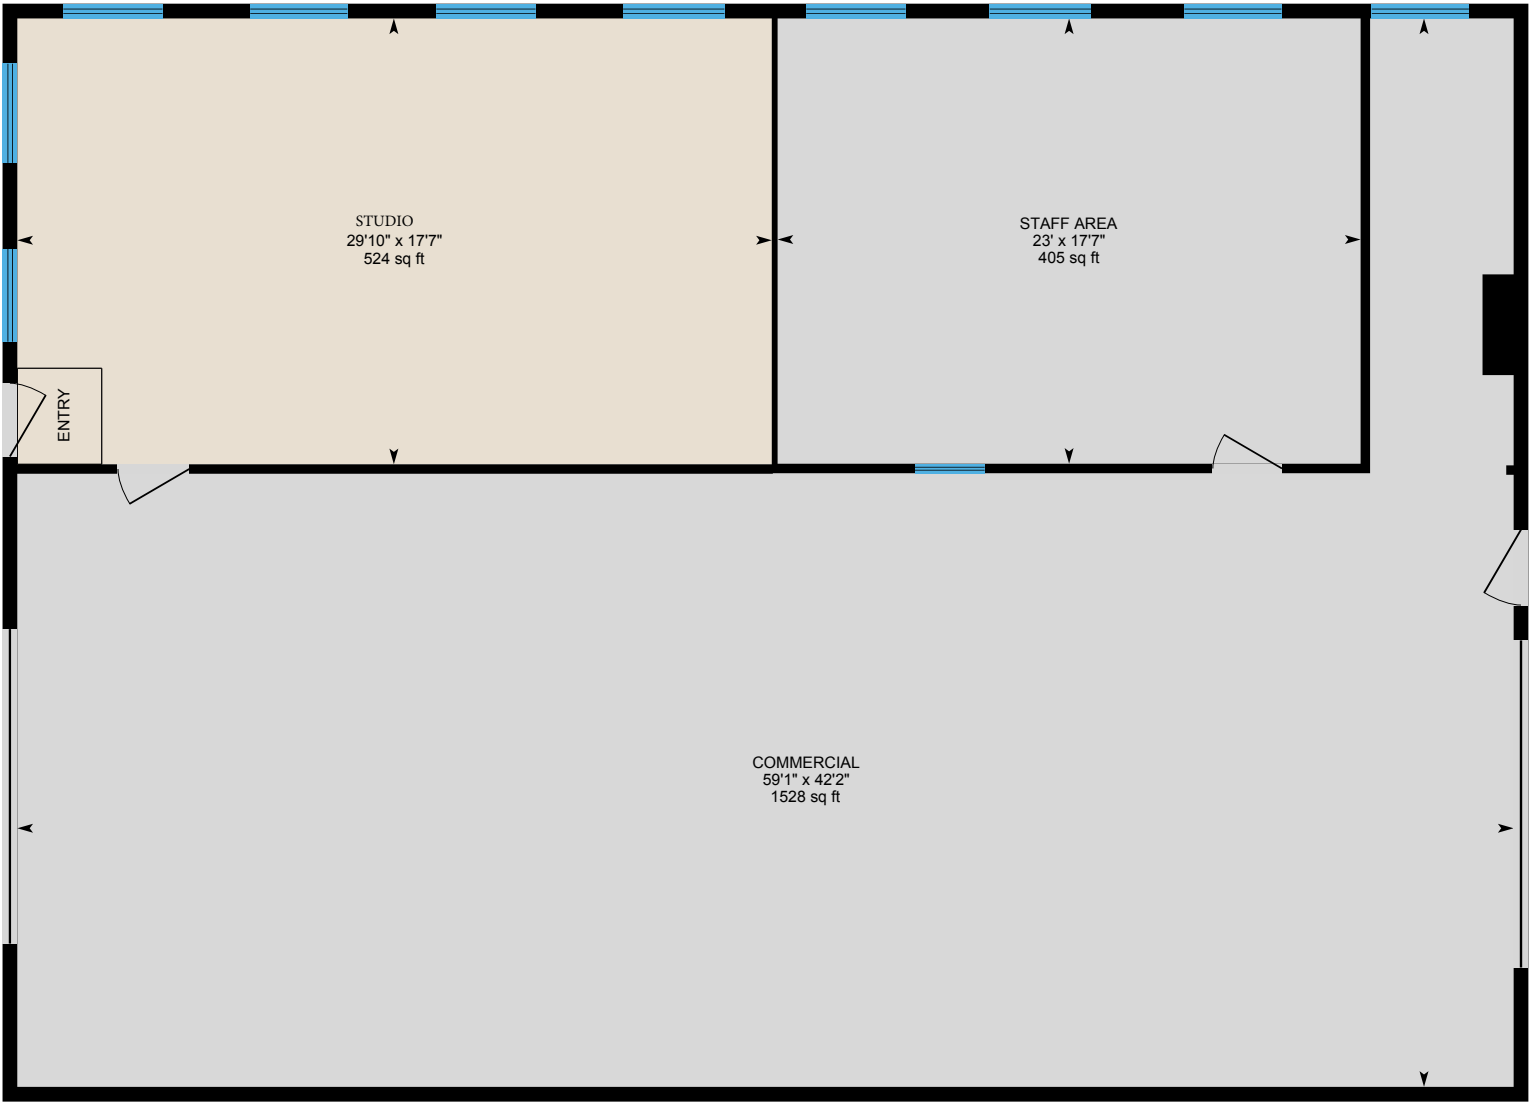 STUDIO
29'10" x 17'7"
524 sq ft
STAFF AREA
23' x 17'7"
405 sq ft
ENTRY
COMMERCIAL
59'1" x 42'2"
1528 sq ft